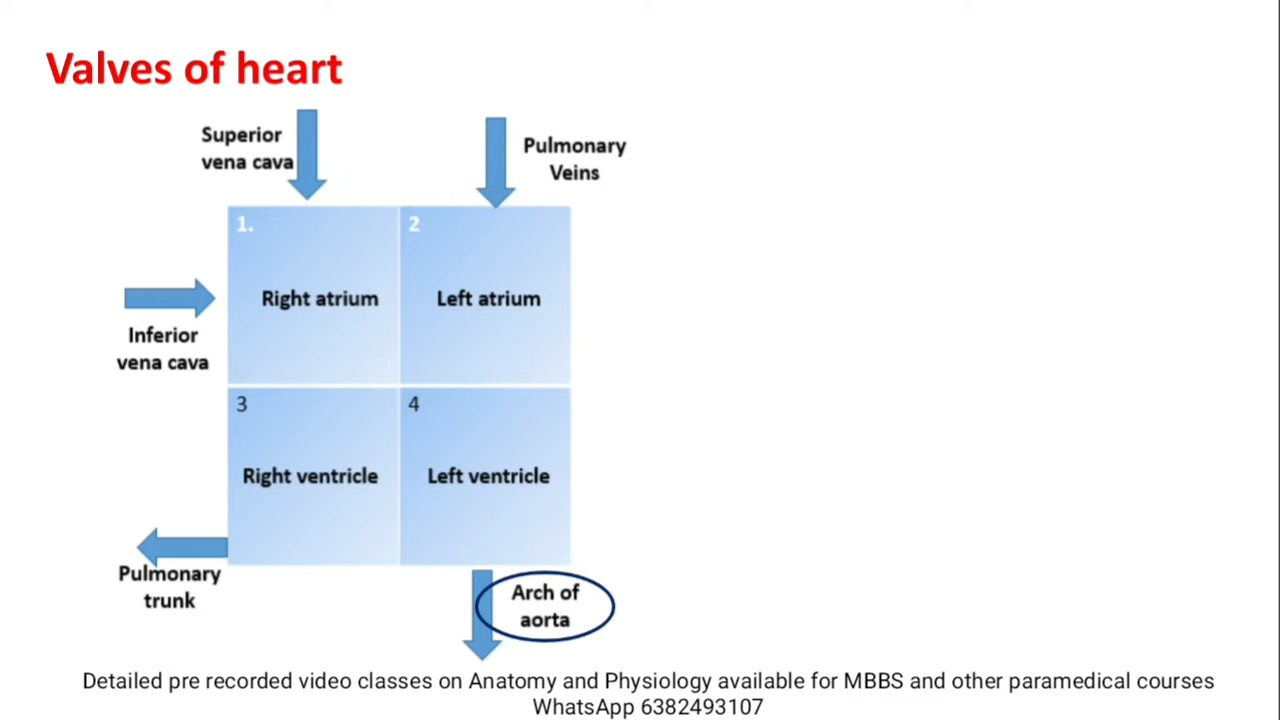 Valves of heart
Superior
vena cava
Pulmonary
Veins
1.
2
Right atrium
Left atrium
Inferior
vena cava
3
4
Right ventricle
Left ventricle
Pulmonary
trunk
Arch of
aorta
Detailed pre recorded video classes on Anatomy and Physiology available for MBBS and other paramedical courses
WhatsApp 6382493107